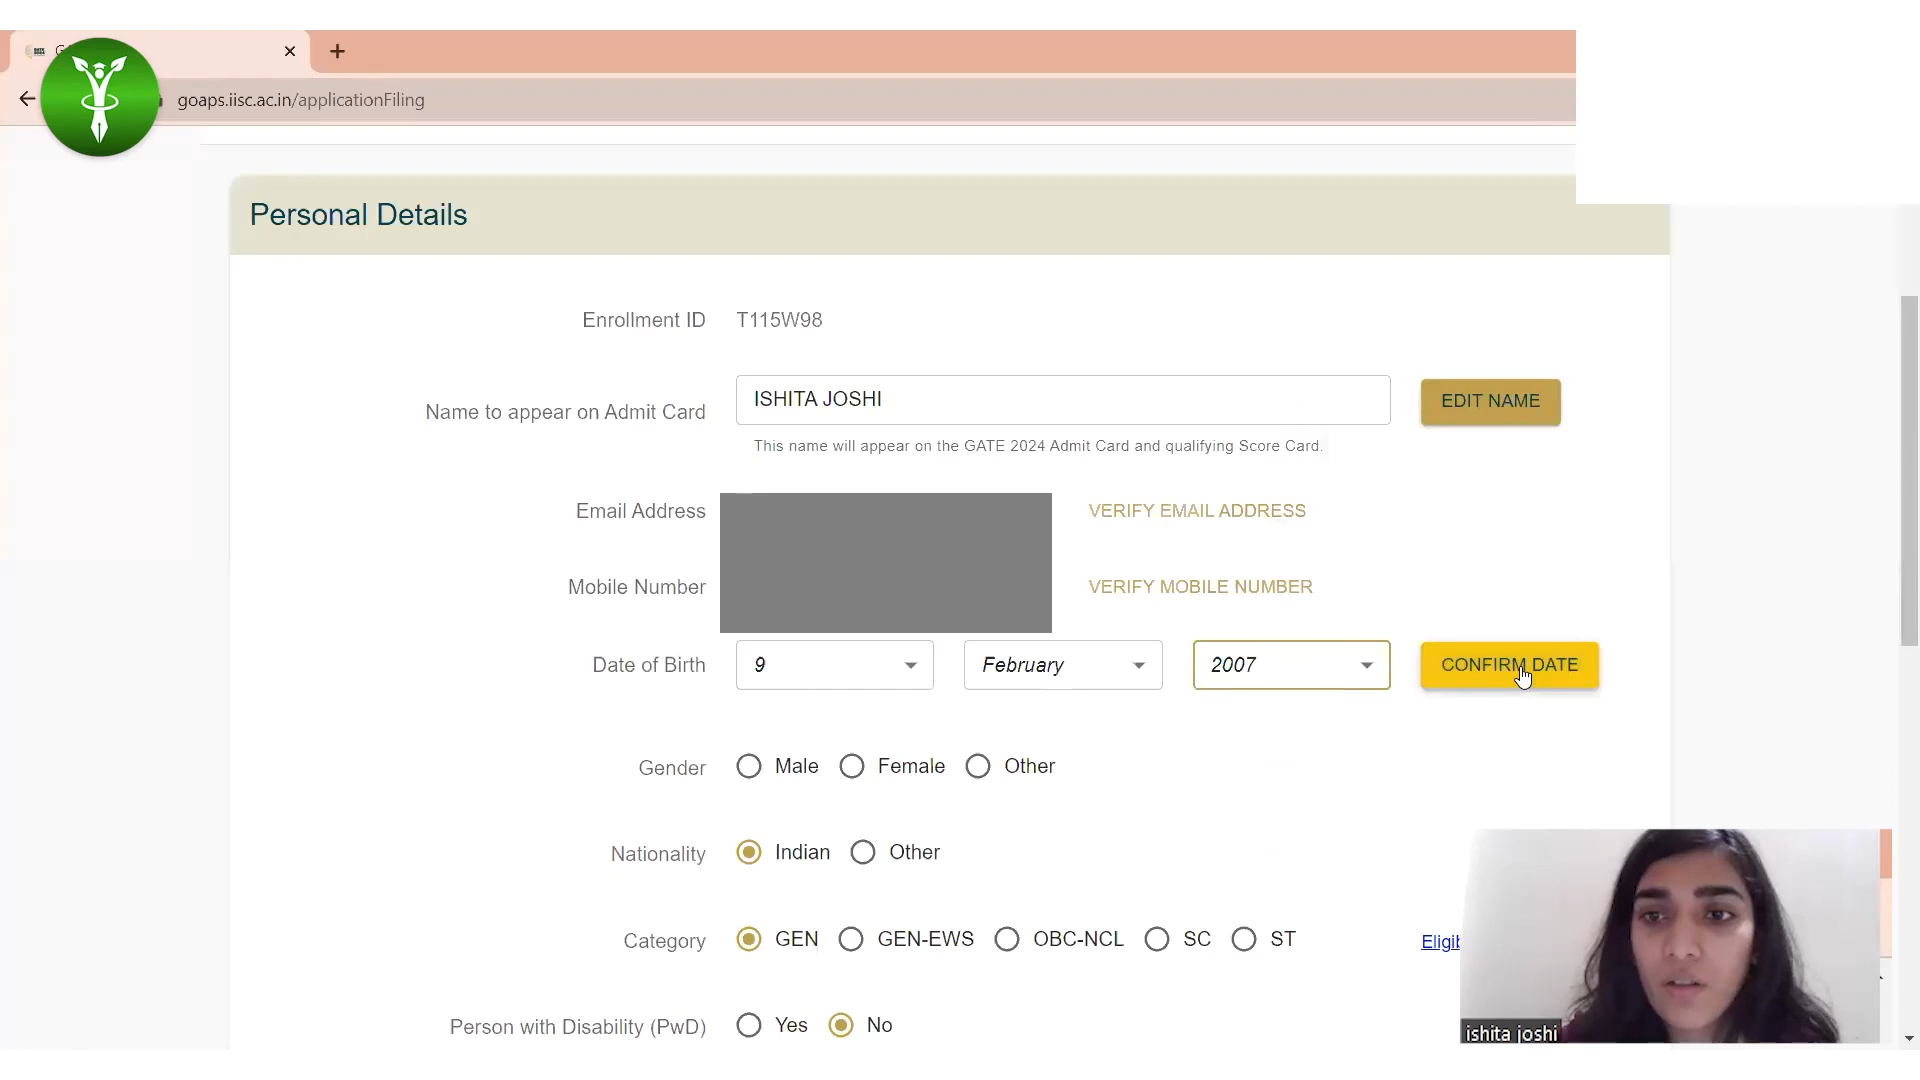 goaps.iisc.ac.in/applicationFiling
Personal Details
Enrollment ID T115W98
Name to appear on Admit Card ISHITA JOSHI EDIT NAME
This name will appear on the GATE 2024 Admit Card and qualifying Score Card.
Email Address VERIFY EMAIL ADDRESS
Mobile Number VERIFY MOBILE NUMBER
Date of Birth 9 February 2007 CONFIRM DATE
Gender Male Female Other
Nationality Indian Other
Category GEN GEN-EWS OBC-NCL SC ST
Person with Disability (PwD) Yes No
ishita joshi